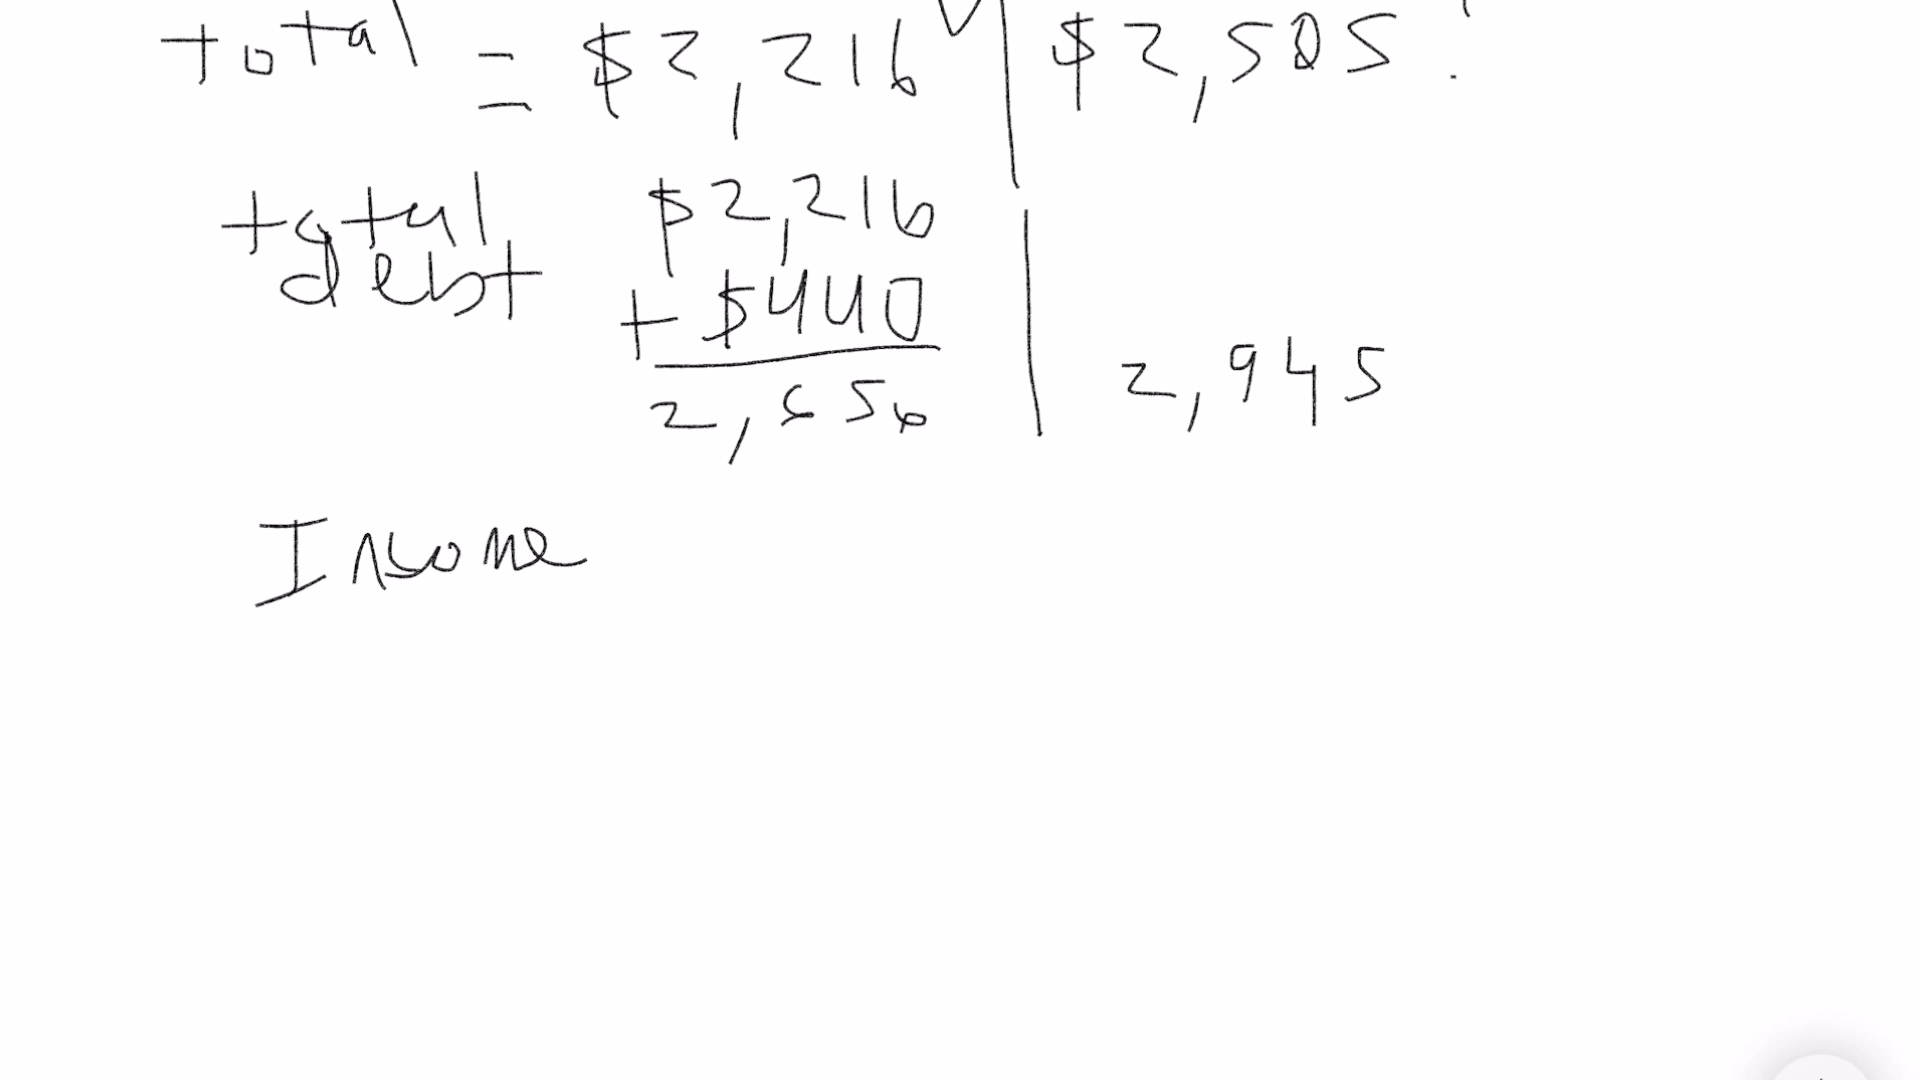 total = $2,216 | $2,505
total $2,216
debt + $440
2,656 | 2,945
Income